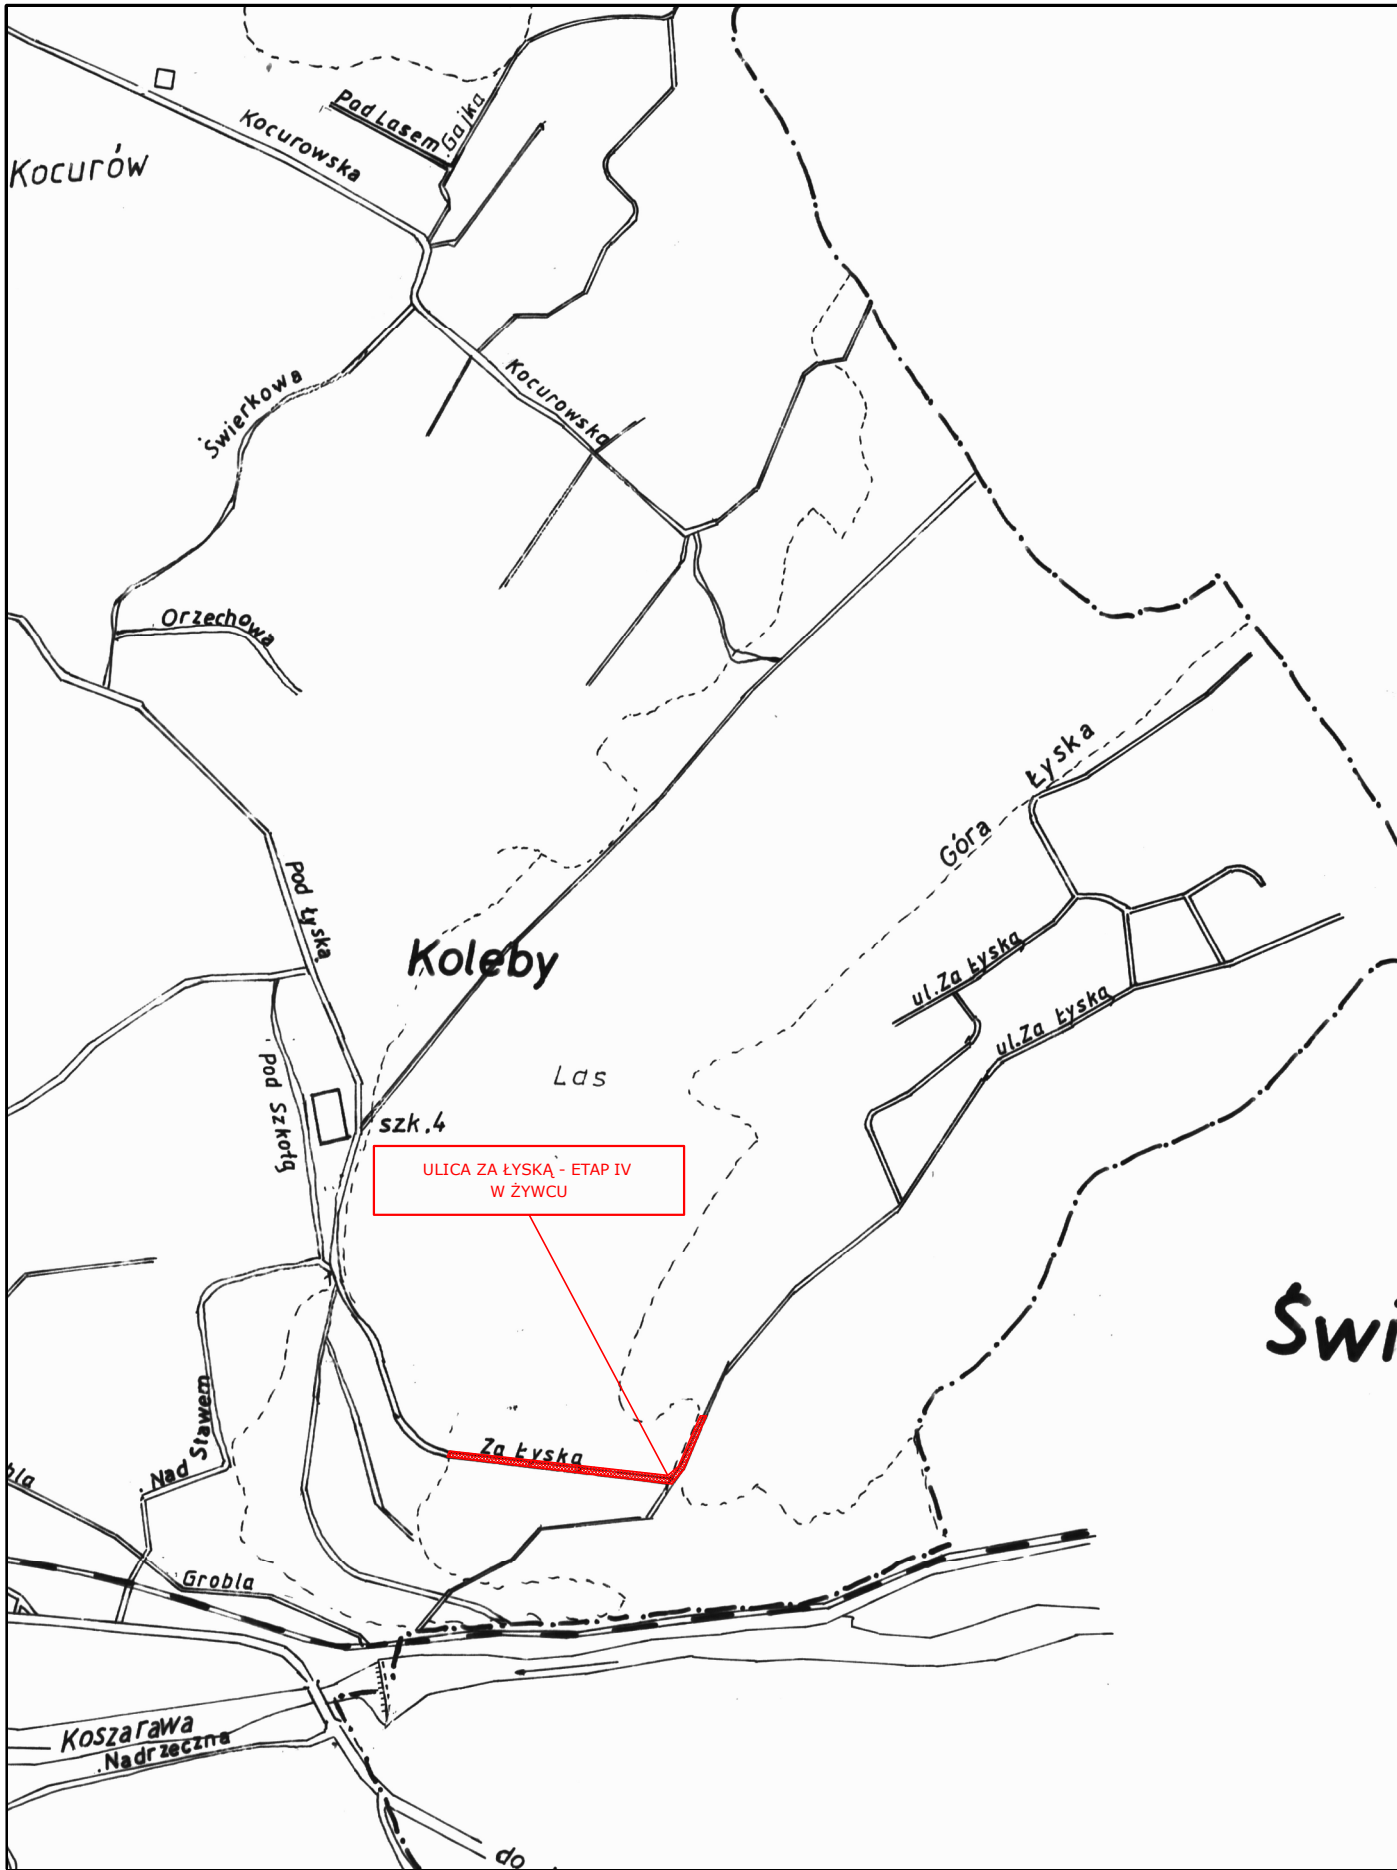 Pod Lasem
Gajka
Kocurowska
Kocurów
Kocurowska
Świerkowa
Orzechowa
Łyska
Góra
Pod Łyską
Koleby
ul.Za Łyską
ul.Za Łyską
Las
Pod Szkołą
szk.4
ULICA ZA ŁYSKĄ - ETAP IV
W ŻYWCU
Świ
Nad Stawem
Za Łyską
bla
Grobla
Koszarawa
Nadrzeczna
do